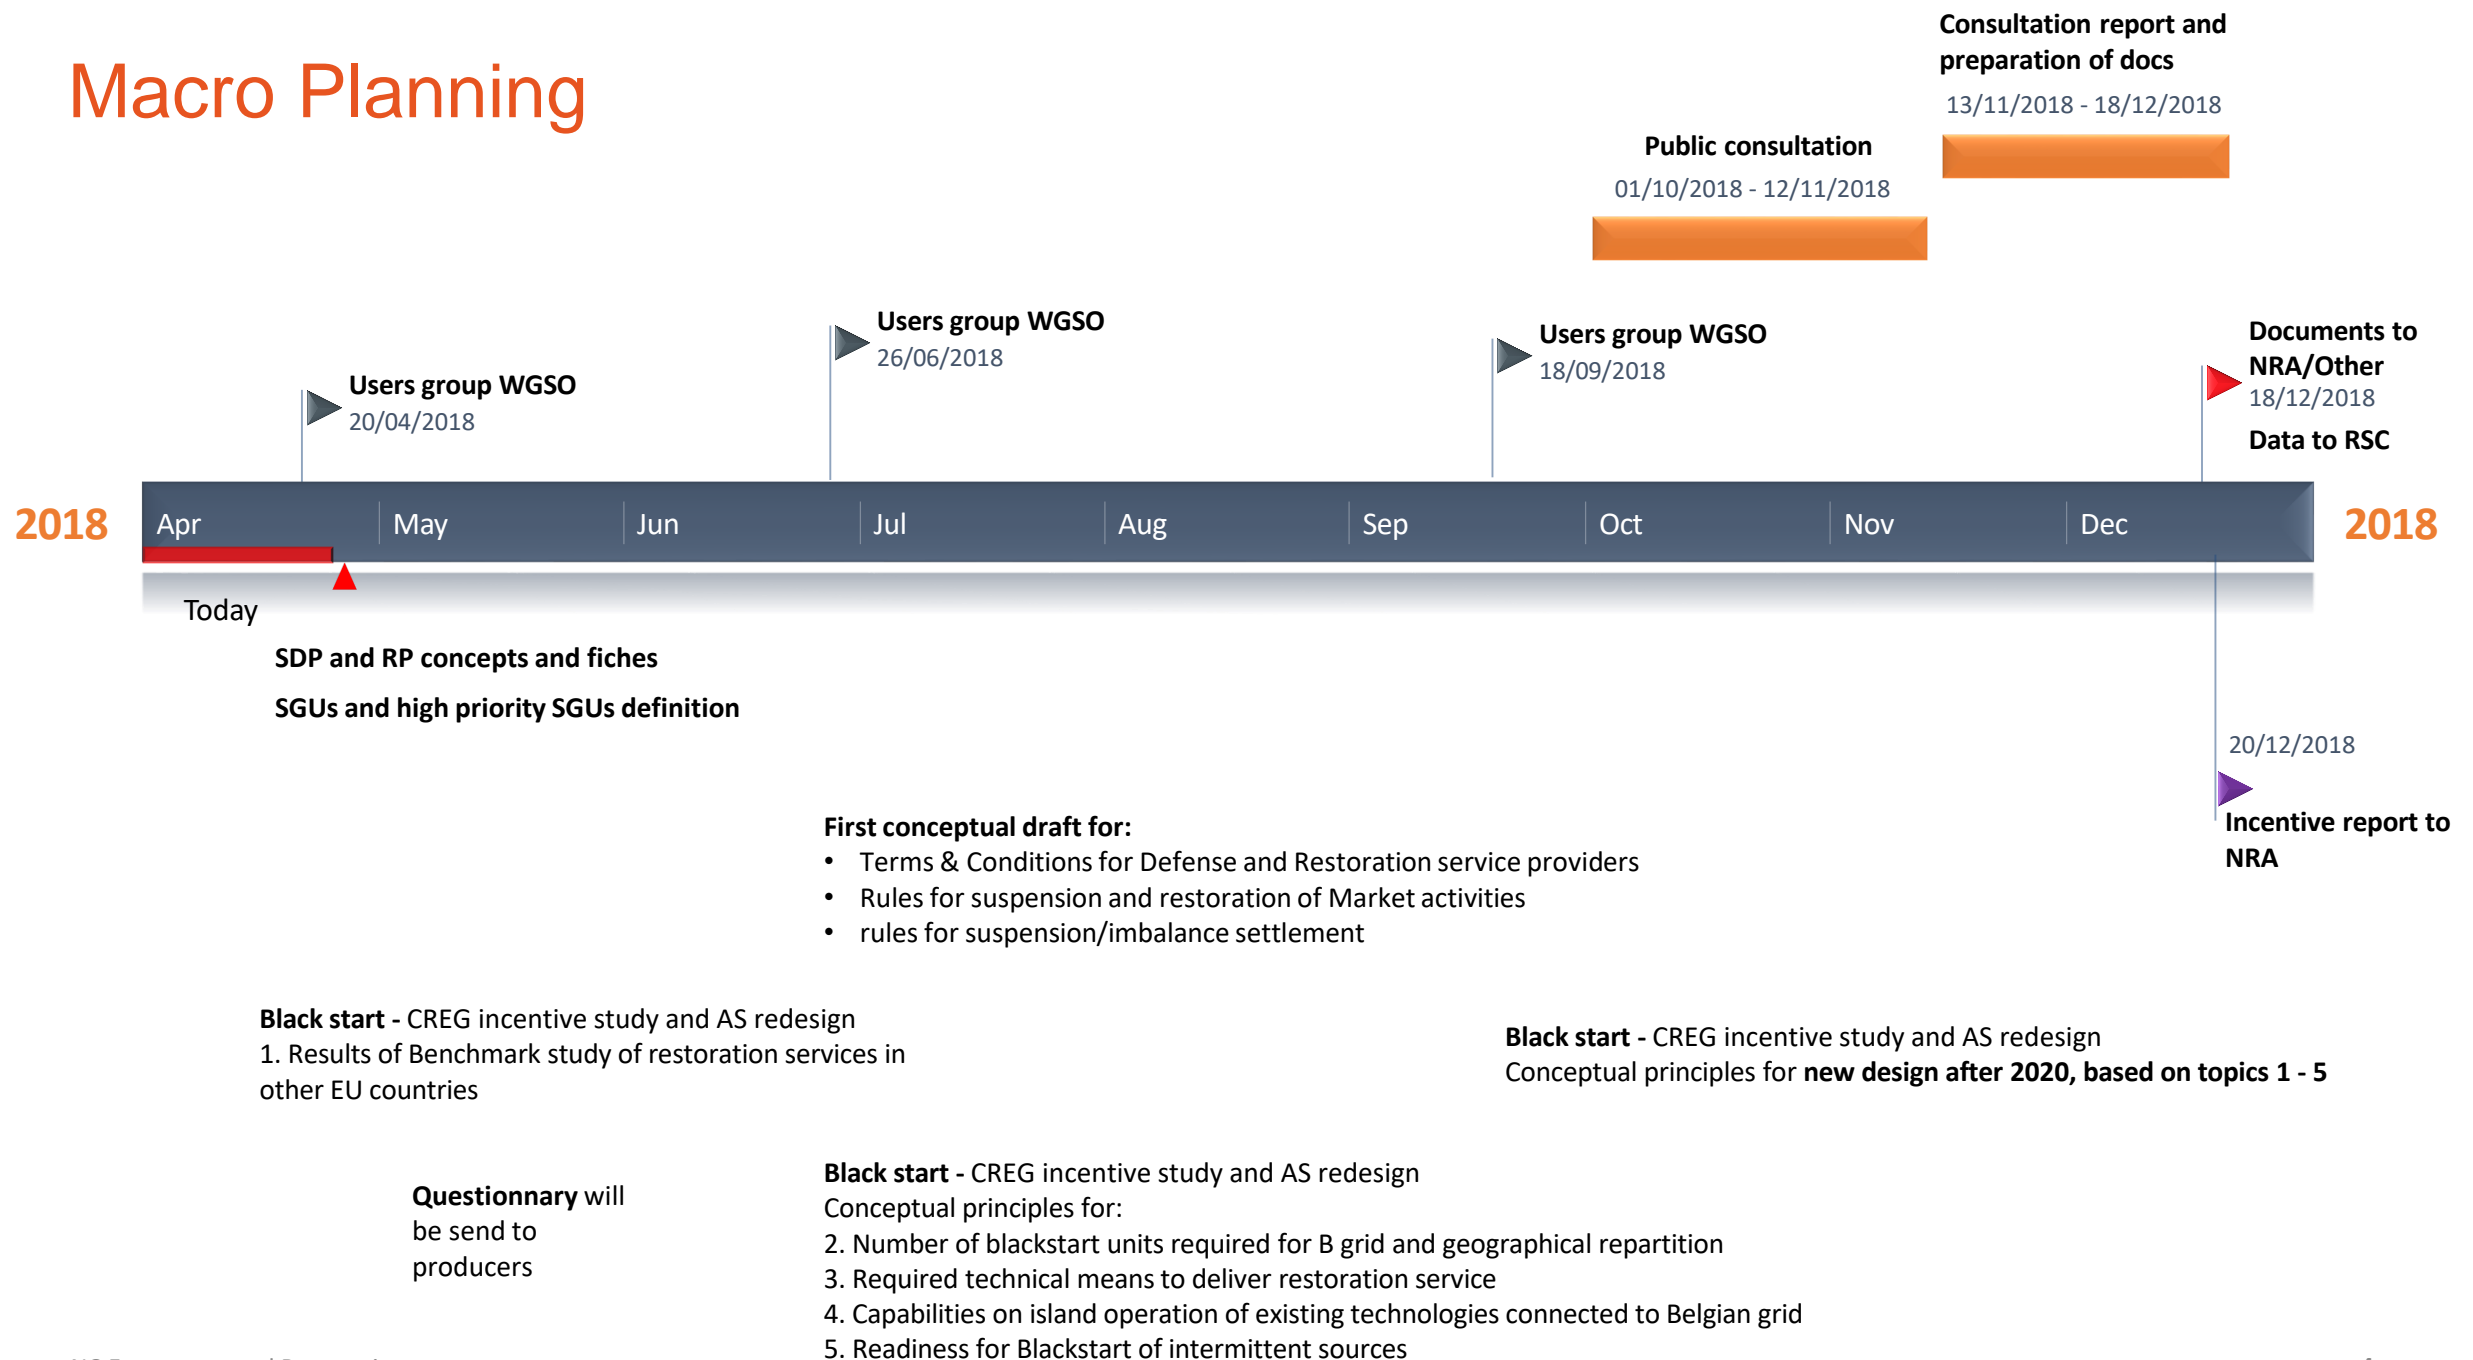 Macro Planning
Consultation report and
preparation of docs
13/11/2018 - 18/12/2018
Public consultation
01/10/2018 - 12/11/2018
Users group WGSO
20/04/2018
Users group WGSO
26/06/2018
Users group WGSO
18/09/2018
Documents to
NRA/Other
18/12/2018
Data to RSC
2018 Apr May Jun Jul Aug Sep Oct Nov Dec 2018
Today
SDP and RP concepts and fiches
SGUs and high priority SGUs definition
20/12/2018
Incentive report to
NRA
First conceptual draft for:
• Terms & Conditions for Defense and Restoration service providers
• Rules for suspension and restoration of Market activities
• rules for suspension/imbalance settlement
Black start - CREG incentive study and AS redesign
1. Results of Benchmark study of restoration services in
other EU countries
Black start - CREG incentive study and AS redesign
Conceptual principles for new design after 2020, based on topics 1 - 5
Questionnary will
be send to
producers
Black start - CREG incentive study and AS redesign
Conceptual principles for:
2. Number of blackstart units required for B grid and geographical repartition
3. Required technical means to deliver restoration service
4. Capabilities on island operation of existing technologies connected to Belgian grid
5. Readiness for Blackstart of intermittent sources